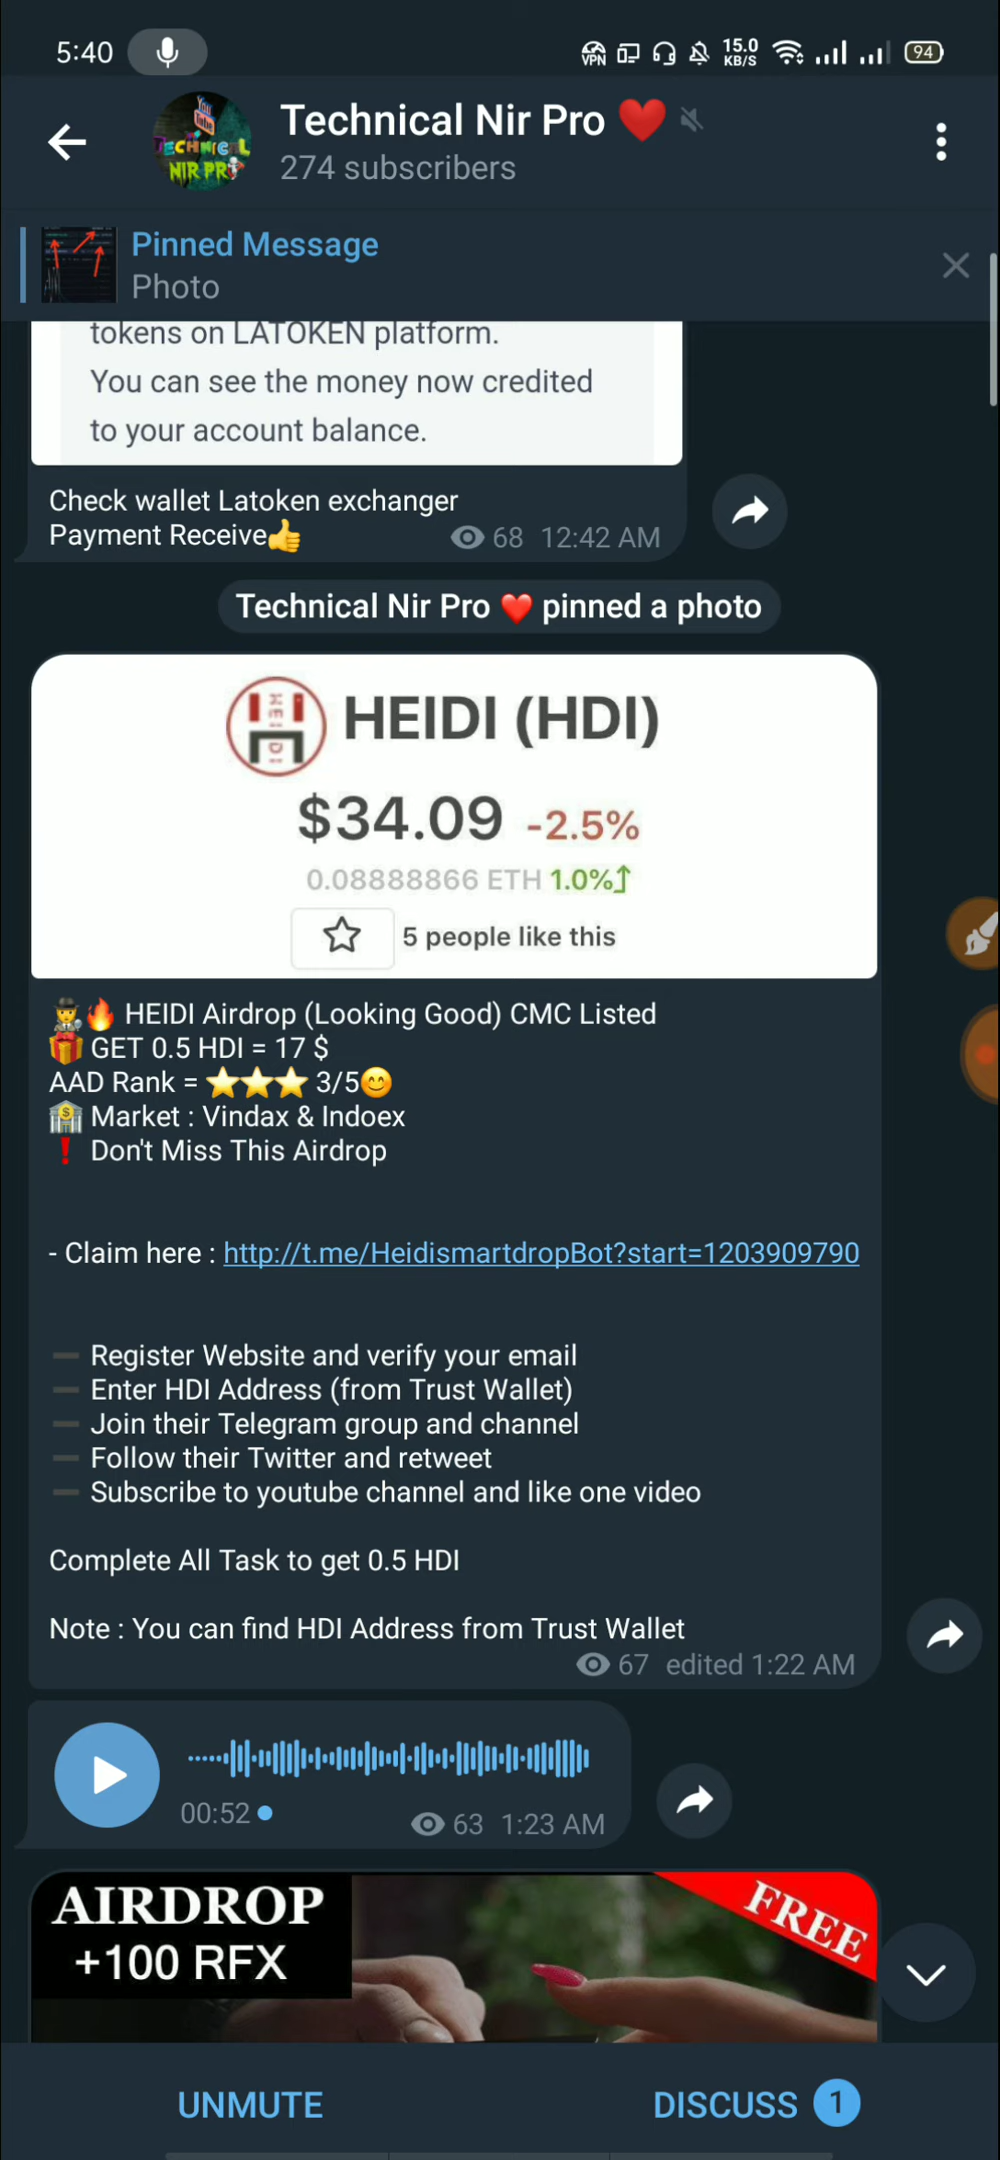 5:40
VPN
15.0
KB/S
94
YouTube
TECHNICAL
NIR PRO
Technical Nir Pro ❤️
274 subscribers
Pinned Message
Photo
tokens on LATOKEN platform.
You can see the money now credited
to your account balance.
Check wallet Latoken exchanger
Payment Receive👍
68 12:42 AM
Technical Nir Pro ❤️ pinned a photo
HEIDI
HEIDI (HDI)
$34.09 -2.5%
0.08888866 ETH 1.0%
5 people like this
🕵️🔥 HEIDI Airdrop (Looking Good) CMC Listed
🎁 GET 0.5 HDI = 17 $
AAD Rank = ⭐⭐⭐ 3/5😊
🏦 Market : Vindax & Indoex
❗ Don't Miss This Airdrop
- Claim here : http://t.me/HeidismartdropBot?start=1203909790
➖ Register Website and verify your email
➖ Enter HDI Address (from Trust Wallet)
➖ Join their Telegram group and channel
➖ Follow their Twitter and retweet
➖ Subscribe to youtube channel and like one video
Complete All Task to get 0.5 HDI
Note : You can find HDI Address from Trust Wallet
67 edited 1:22 AM
00:52
63 1:23 AM
AIRDROP
+100 RFX
FREE
UNMUTE
DISCUSS 1